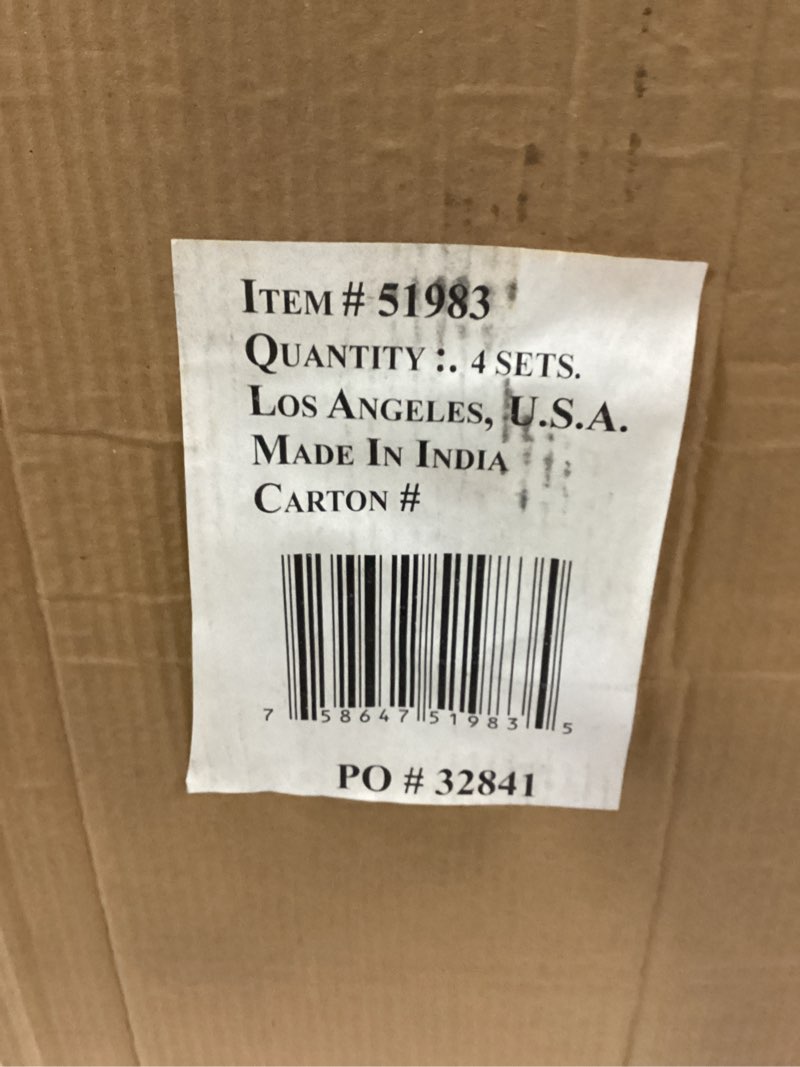 ITEM # 51983
QUANTITY :. 4 SETS.
LOS ANGELES, U.S.A.
MADE IN INDIA
CARTON #
7 58647 51983 5
PO # 32841